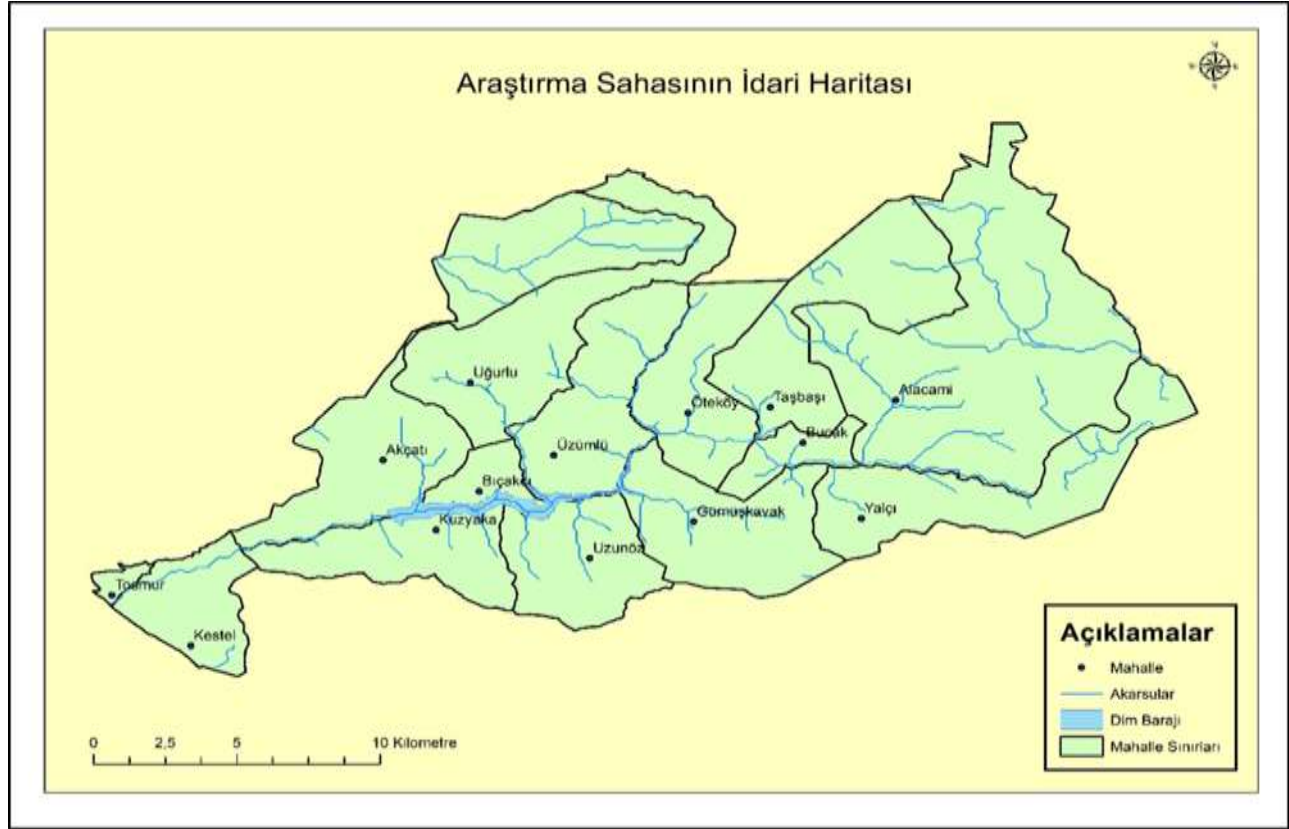 Araştırma Sahasının İdari Haritası
Uğurlu
Öteköy
Taşbaşı
Alacami
Bucak
Akçatı
Üzümlü
Bıçakçı
Kuzyaka
Gümüşkavak
Yalçı
Uzunöz
Tosmur
Kestel
Açıklamalar
Mahalle
Akarsular
Dim Barajı
Mahalle Sınırları
0 2,5 5 10 Kilometre